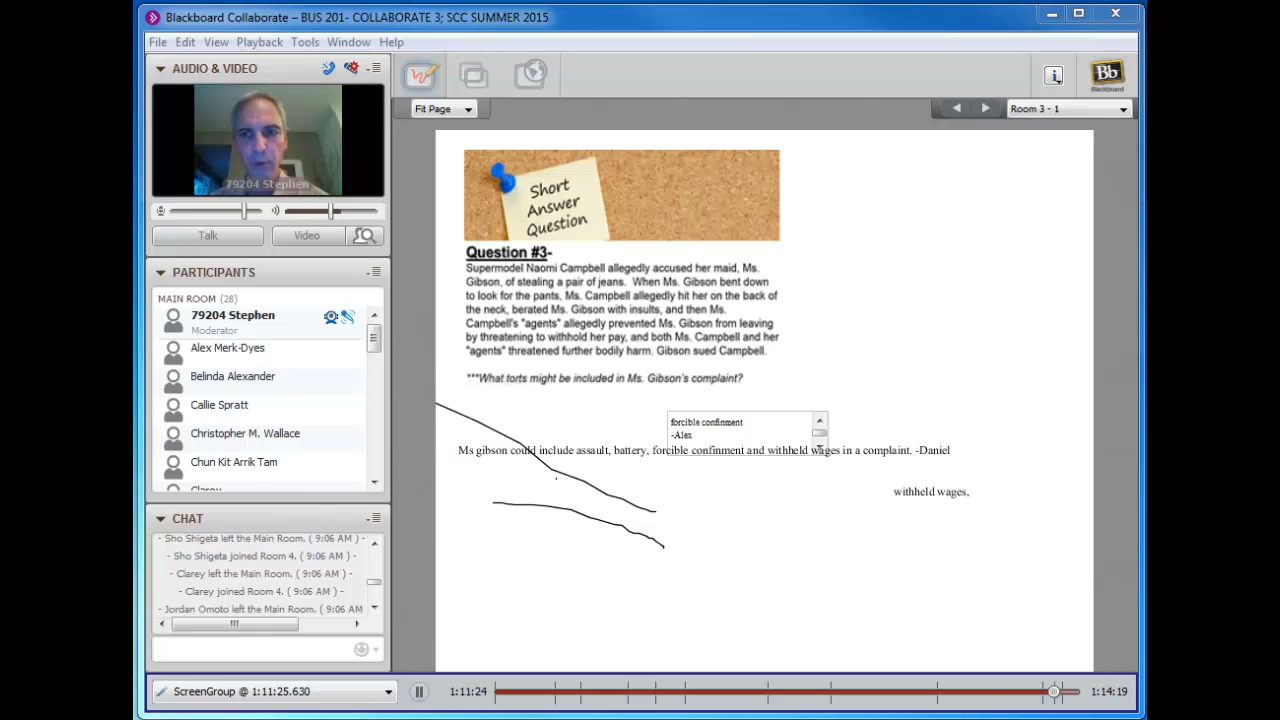 Blackboard Collaborate – BUS 201- COLLABORATE 3; SCC SUMMER 2015
File Edit View Playback Tools Window Help
AUDIO & VIDEO
79204 Stephen
Talk
Video
PARTICIPANTS
MAIN ROOM (28)
79204 Stephen
Moderator
Alex Merk-Dyes
Belinda Alexander
Callie Spratt
Christopher M. Wallace
Chun Kit Arrik Tam
Clarey
CHAT
- Sho Shigeta left the Main Room. ( 9:06 AM ) -
- Sho Shigeta joined Room 4. ( 9:06 AM ) -
- Clarey left the Main Room. ( 9:06 AM ) -
- Clarey joined Room 4. ( 9:06 AM ) -
- Jordan Omoto left the Main Room. ( 9:06 AM
Fit Page
Room 3 - 1
Bb
Blackboard
Short
Answer
Question
Question #3-
Supermodel Naomi Campbell allegedly accused her maid, Ms.
Gibson, of stealing a pair of jeans. When Ms. Gibson bent down
to look for the pants, Ms. Campbell allegedly hit her on the back of
the neck, berated Ms. Gibson with insults, and then Ms.
Campbell's "agents" allegedly prevented Ms. Gibson from leaving
by threatening to withhold her pay, and both Ms. Campbell and her
"agents" threatened further bodily harm. Gibson sued Campbell.
***What torts might be included in Ms. Gibson's complaint?
forcible confinment
-Alex
Ms gibson could include assault, battery, forcible confinment and withheld wages in a complaint. -Daniel
withheld wages,
ScreenGroup @ 1:11:25.630
1:11:24
1:14:19